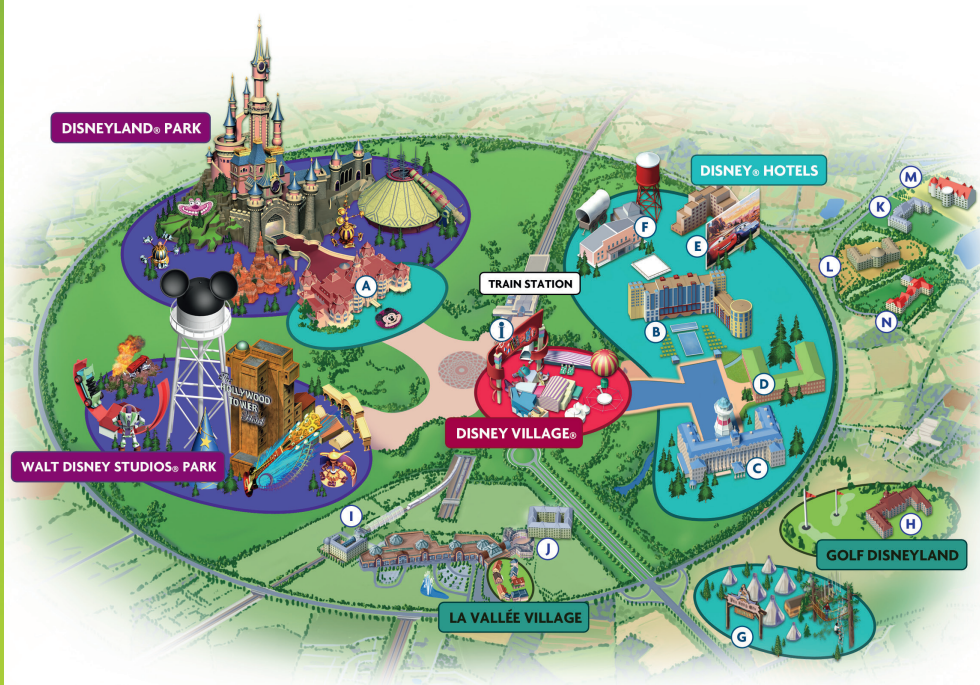 DISNEYLAND® PARK
DISNEY® HOTELS
M
K
F
E
L
A
TRAIN STATION
N
i
B
HOLLYWOOD
TOWER
Hotel
D
DISNEY VILLAGE®
WALT DISNEY STUDIOS® PARK
C
I
H
J
GOLF DISNEYLAND
LA VALLÉE VILLAGE
G